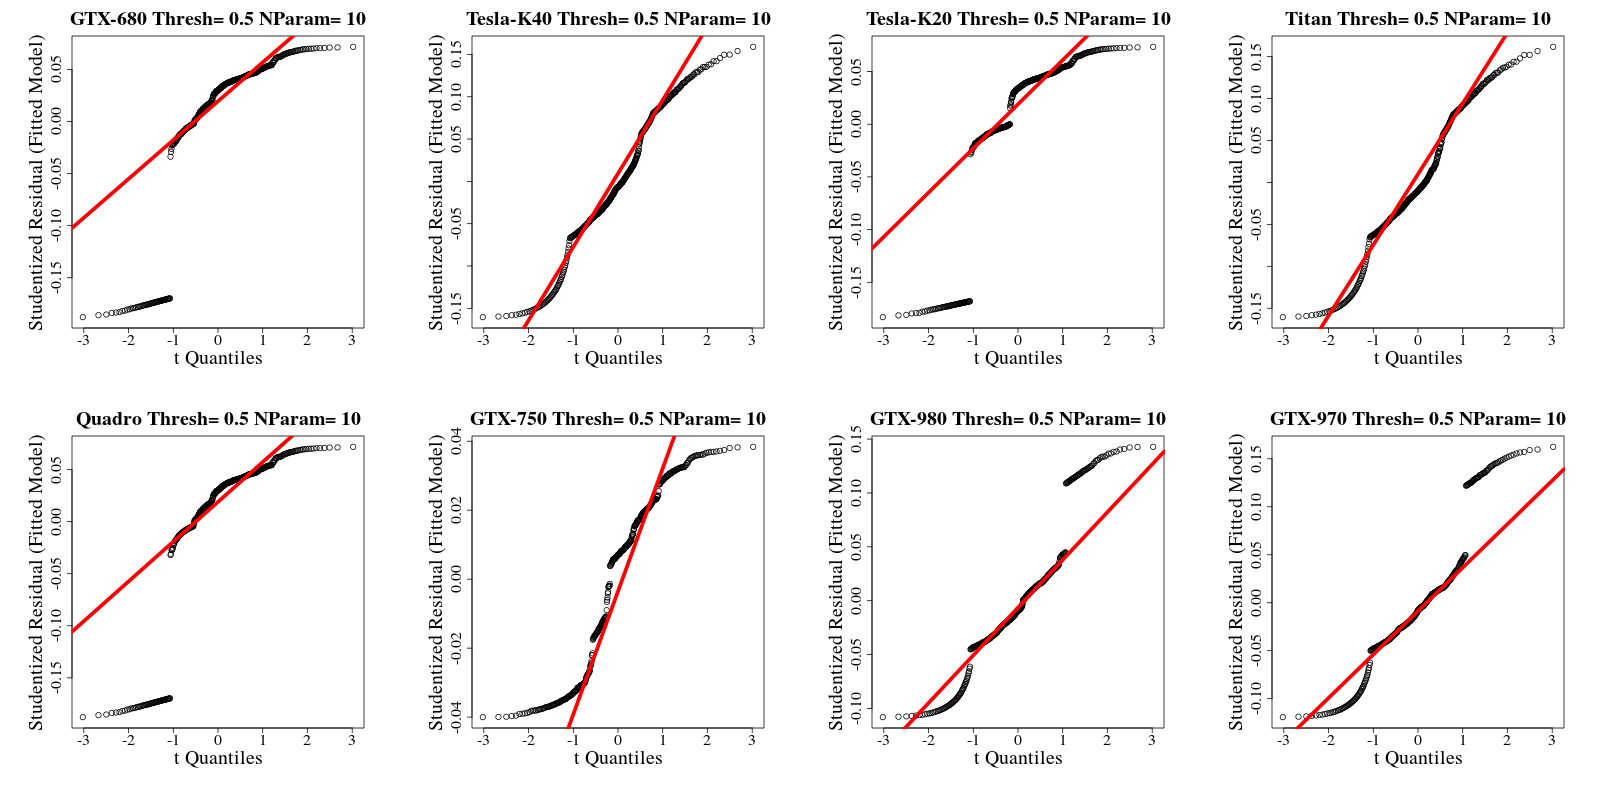 GTX-680 Thresh= 0.5 NParam= 10
Studentized Residual (Fitted Model)
0.05
0.00
-0.05
-0.10
-0.15
-3 -2 -1 0 1 2 3
t Quantiles
Tesla-K40 Thresh= 0.5 NParam= 10
Studentized Residual (Fitted Model)
0.15
0.10
0.05
-0.05
-0.15
-3 -2 -1 0 1 2 3
t Quantiles
Tesla-K20 Thresh= 0.5 NParam= 10
Studentized Residual (Fitted Model)
0.05
0.00
-0.05
-0.10
-0.15
-3 -2 -1 0 1 2 3
t Quantiles
Titan Thresh= 0.5 NParam= 10
Studentized Residual (Fitted Model)
0.15
0.10
0.05
-0.05
-0.15
-3 -2 -1 0 1 2 3
t Quantiles
Quadro Thresh= 0.5 NParam= 10
Studentized Residual (Fitted Model)
0.05
0.00
-0.05
-0.10
-0.15
-3 -2 -1 0 1 2 3
t Quantiles
GTX-750 Thresh= 0.5 NParam= 10
Studentized Residual (Fitted Model)
0.04
0.02
0.00
-0.02
-0.04
-3 -2 -1 0 1 2 3
t Quantiles
GTX-980 Thresh= 0.5 NParam= 10
Studentized Residual (Fitted Model)
0.15
0.10
0.05
0.00
-0.05
-0.10
-3 -2 -1 0 1 2 3
t Quantiles
GTX-970 Thresh= 0.5 NParam= 10
Studentized Residual (Fitted Model)
0.15
0.10
0.05
0.00
-0.05
-0.10
-3 -2 -1 0 1 2 3
t Quantiles